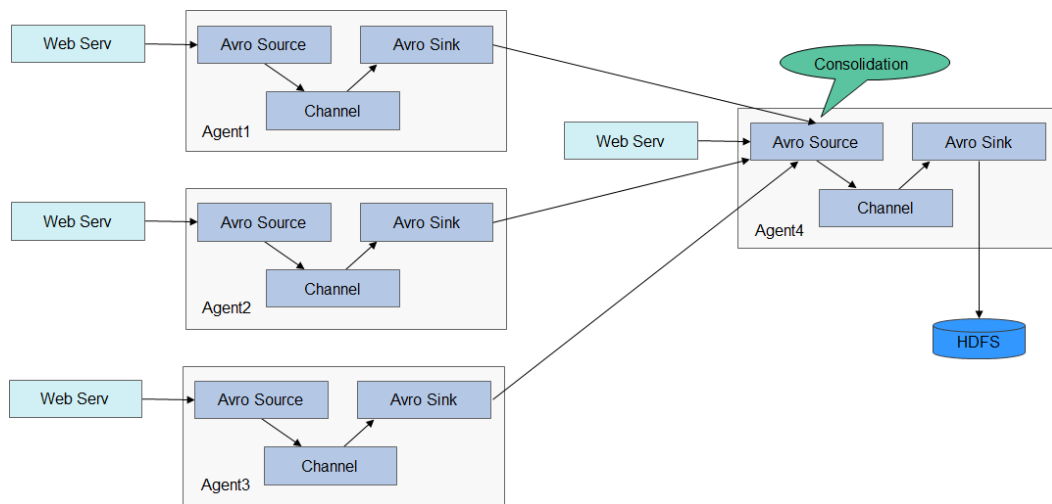 Web Serv
Avro Source
Avro Sink
Channel
Agent1
Consolidation
Web Serv
Avro Source
Avro Sink
Channel
Agent4
Web Serv
Avro Source
Avro Sink
Channel
Agent2
HDFS
Web Serv
Avro Source
Avro Sink
Channel
Agent3